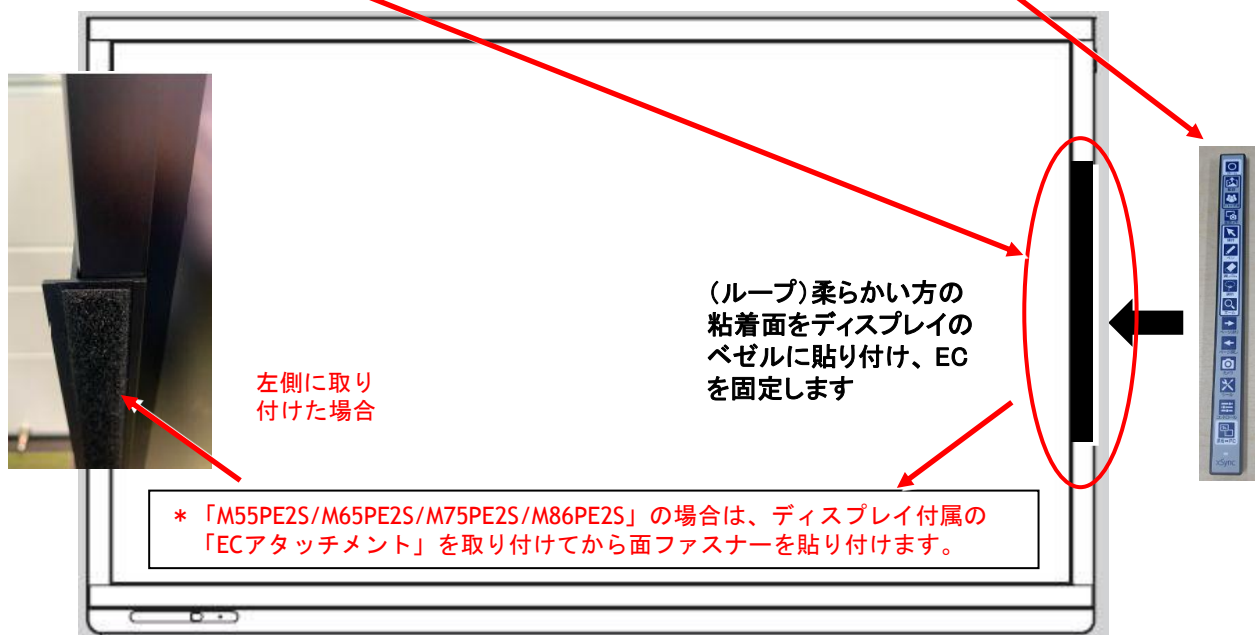 (ループ)柔らかい方の
粘着面をディスプレイの
ベゼルに貼り付け、EC
を固定します
左側に取り
付けた場合
* 「M55PE2S/M65PE2S/M75PE2S/M86PE2S」の場合は、ディスプレイ付属の
「ECアタッチメント」を取り付けてから面ファスナーを貼り付けます。
xSync